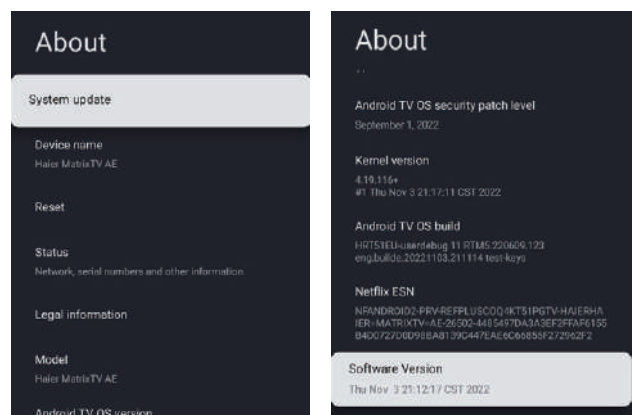 About
System update
Device name
Haier MatrixTV AE
Reset
Status
Network, serial numbers and other information
Legal information
Model
Haier MatrixTV AE
Android TV OS version
About
Android TV OS security patch level
September 1, 2022
Kernel version
4.19.116+
#1 Thu Nov 3 21:17:11 CST 2022
Android TV OS build
HRT51EU-userdebug 11 RTM5.220609.123
eng.builde.20221103.211114 test-keys
Netflix ESN
Software Version
Thu Nov 3 21:12:17 CST 2022